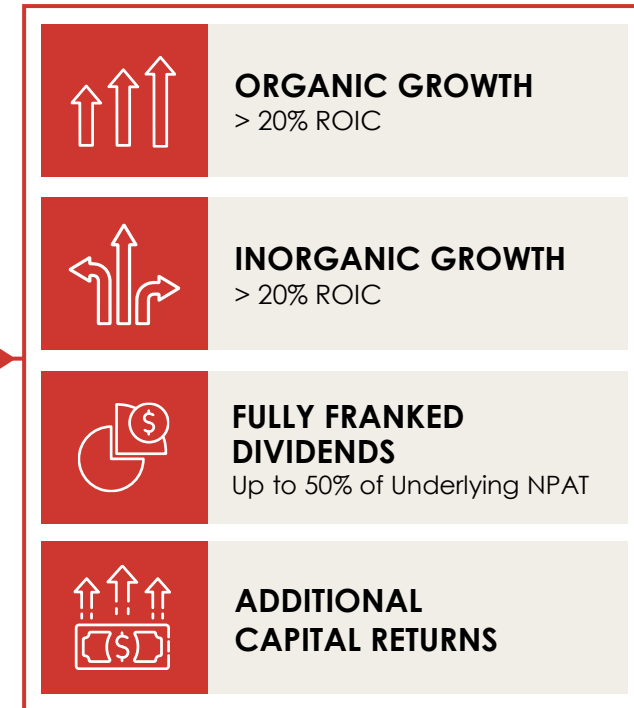 ORGANIC GROWTH
> 20% ROIC
INORGANIC GROWTH
> 20% ROIC
$
FULLY FRANKED
DIVIDENDS
Up to 50% of Underlying NPAT
$
ADDITIONAL
CAPITAL RETURNS